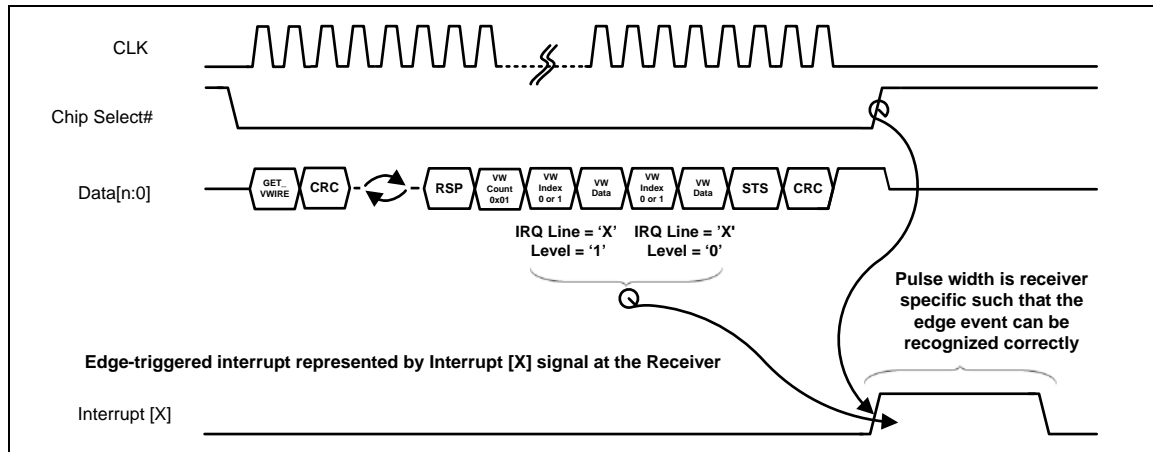 CLK
Chip Select#
Data[n:0]
GET_
VWIRE
CRC
RSP
VW
Count
0x01
VW
Index
0 or 1
VW
Data
VW
Index
0 or 1
VW
Data
STS
CRC
IRQ Line = ‘X’
Level = ‘1’
IRQ Line = ’X'
Level = ‘0’
Pulse width is receiver
specific such that the
edge event can be
recognized correctly
Edge-triggered interrupt represented by Interrupt [X] signal at the Receiver
Interrupt [X]